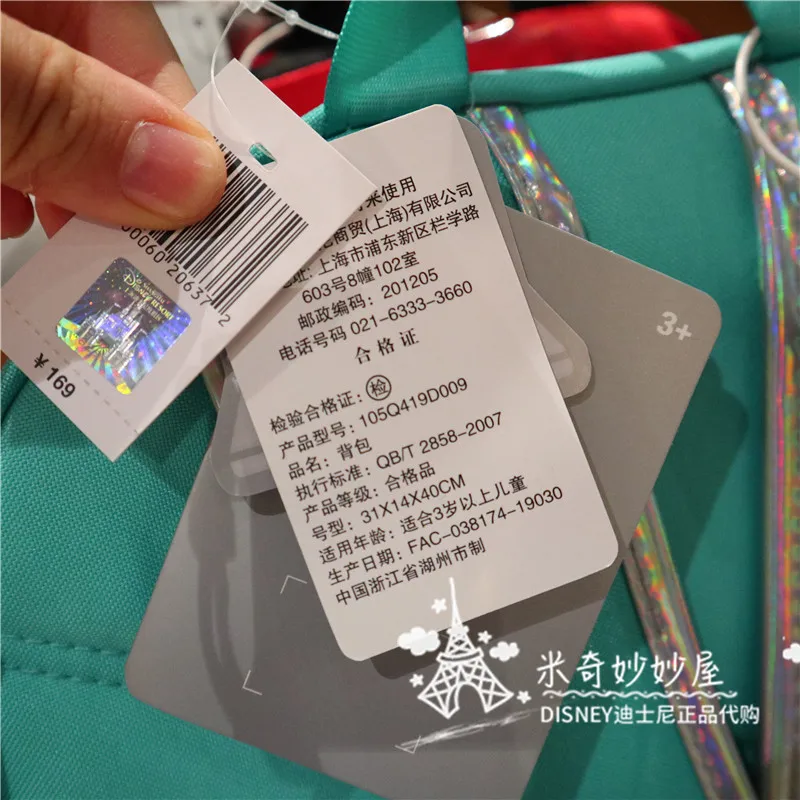 来使用
商贸(上海)有限公司
地址: 上海市浦东新区栏学路
603号8幢102室
邮政编码: 201205
电话号码 021-6333-3660
合格证
检验合格证: 检
产品型号: 105Q419D009
品名: 背包
执行标准: QB/T 2858-2007
产品等级: 合格品
号型: 31X14X40CM
适用年龄: 适合3岁以上儿童
生产日期: FAC-038174-19030
中国浙江省湖州市制
00060 20637 2
DISNEY RESORT
¥ 169
3+
米奇妙妙屋
DISNEY迪士尼正品代购